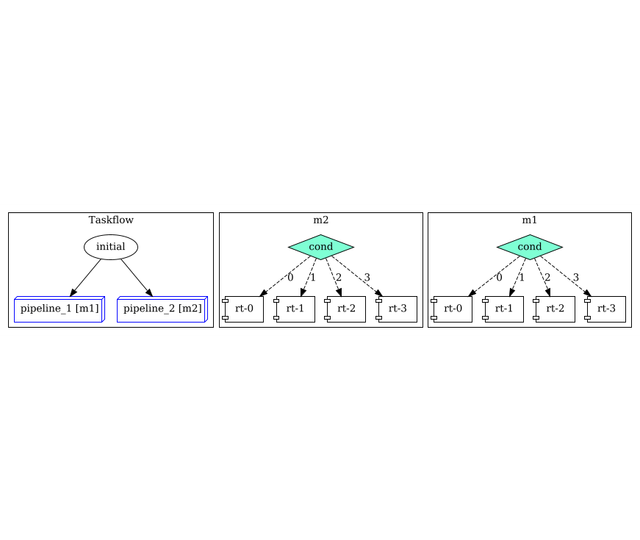 Taskflow
initial
pipeline_1 [m1]
pipeline_2 [m2]
m2
cond
0
1
2
3
rt-0
rt-1
rt-2
rt-3
m1
cond
0
1
2
3
rt-0
rt-1
rt-2
rt-3